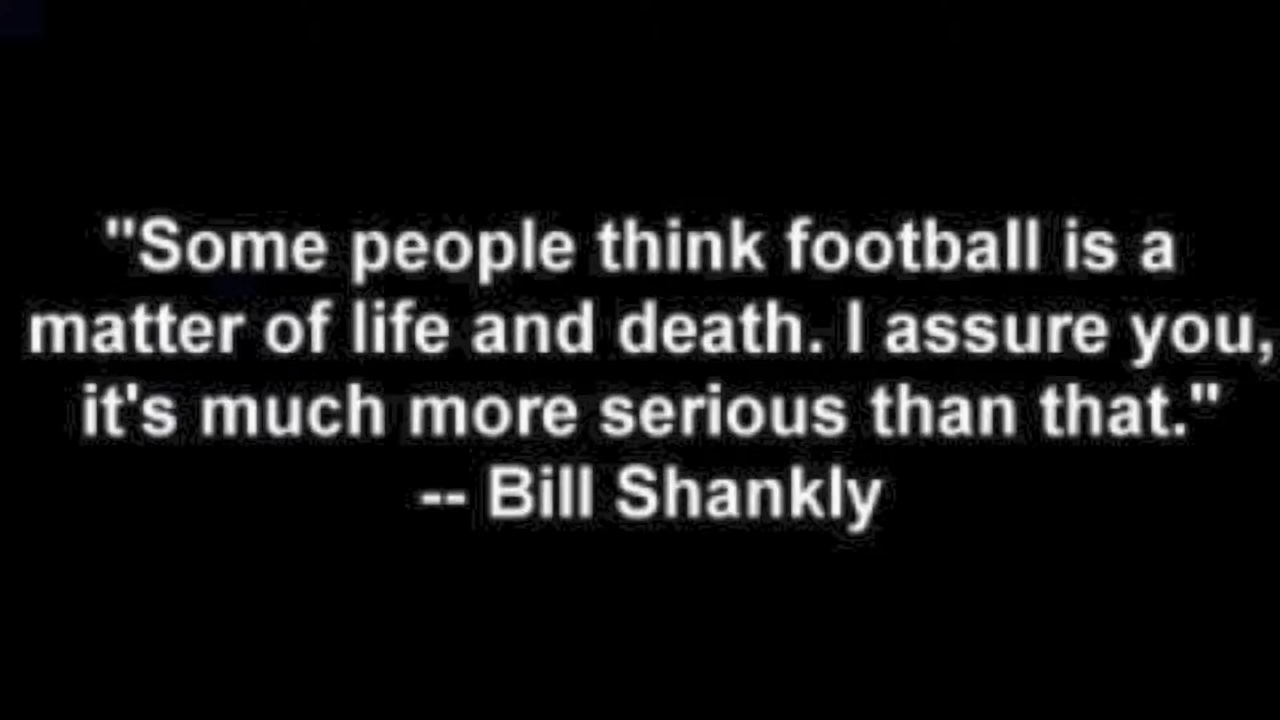 "Some people think football is a
matter of life and death. I assure you,
it's much more serious than that."
-- Bill Shankly